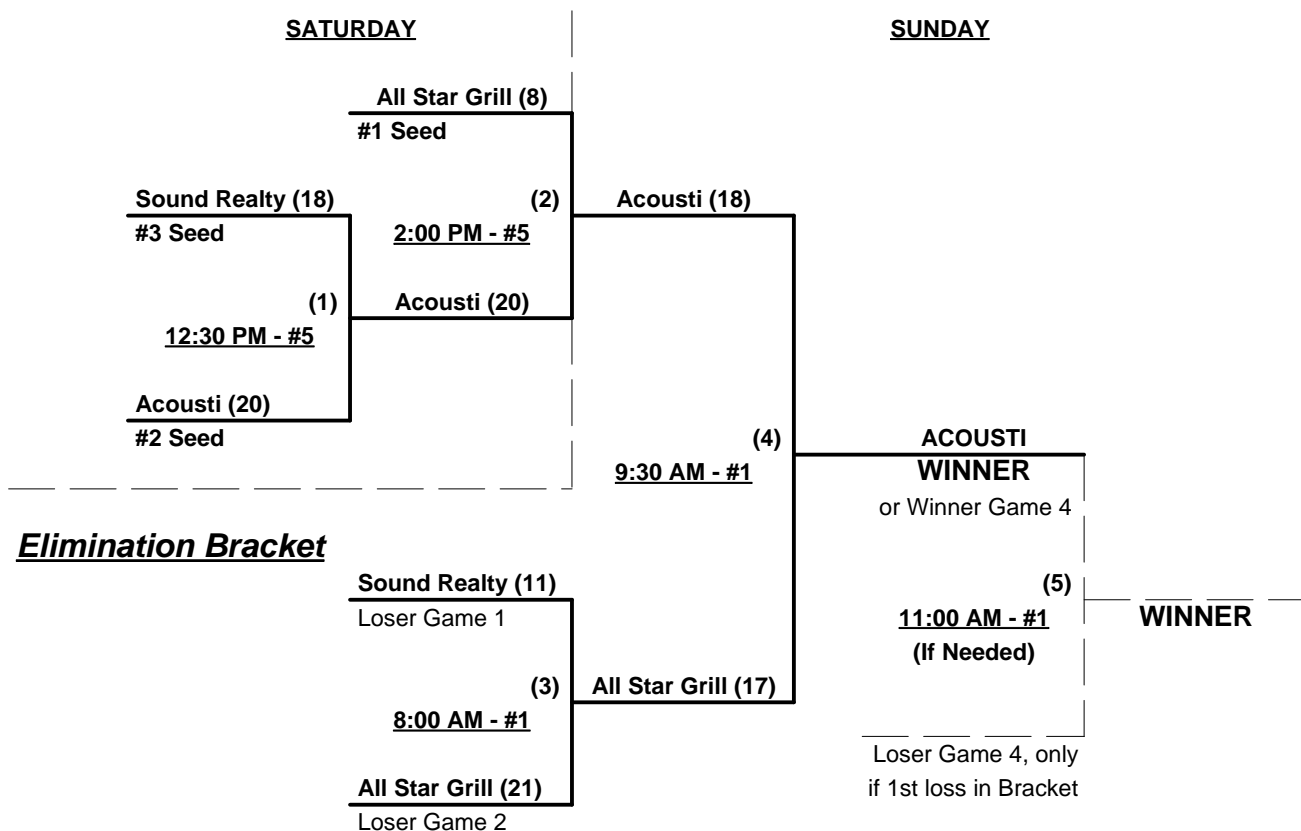 SATURDAY
SUNDAY
All Star Grill (8)
#1 Seed
Sound Realty (18)
#3 Seed
(2)
2:00 PM - #5
Acousti (18)
(1)
12:30 PM - #5
Acousti (20)
Acousti (20)
#2 Seed
(4)
9:30 AM - #1
ACOUSTI
WINNER
or Winner Game 4
Elimination Bracket
Sound Realty (11)
Loser Game 1
(5)
11:00 AM - #1
(If Needed)
WINNER
(3)
8:00 AM - #1
All Star Grill (17)
All Star Grill (21)
Loser Game 2
Loser Game 4, only
if 1st loss in Bracket